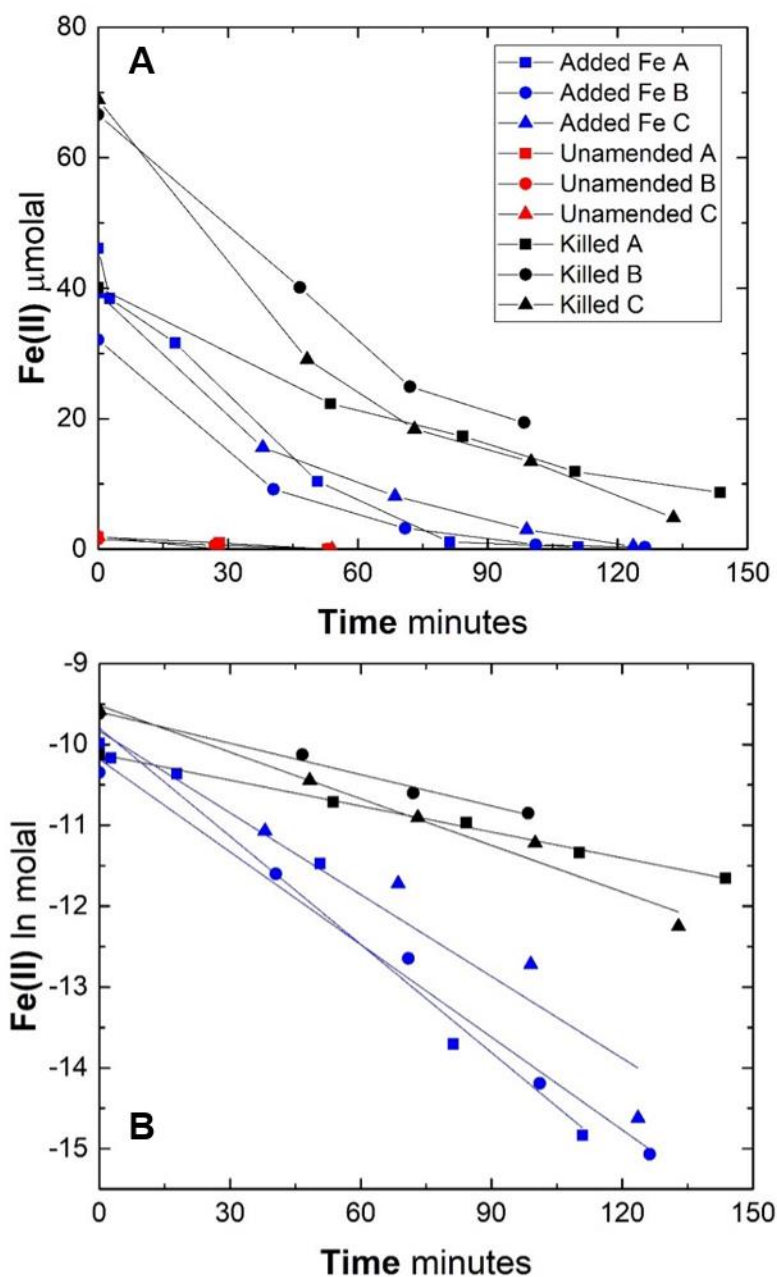 80
A
Added Fe A
Added Fe B
Added Fe C
Unamended A
Unamended B
Unamended C
Killed A
Killed B
Killed C
60
40
20
0
Fe(II) μmolal
0 30 60 90 120 150
Time minutes
-9
-10
-11
-12
-13
-14
-15
Fe(II) ln molal
B
0 30 60 90 120 150
Time minutes